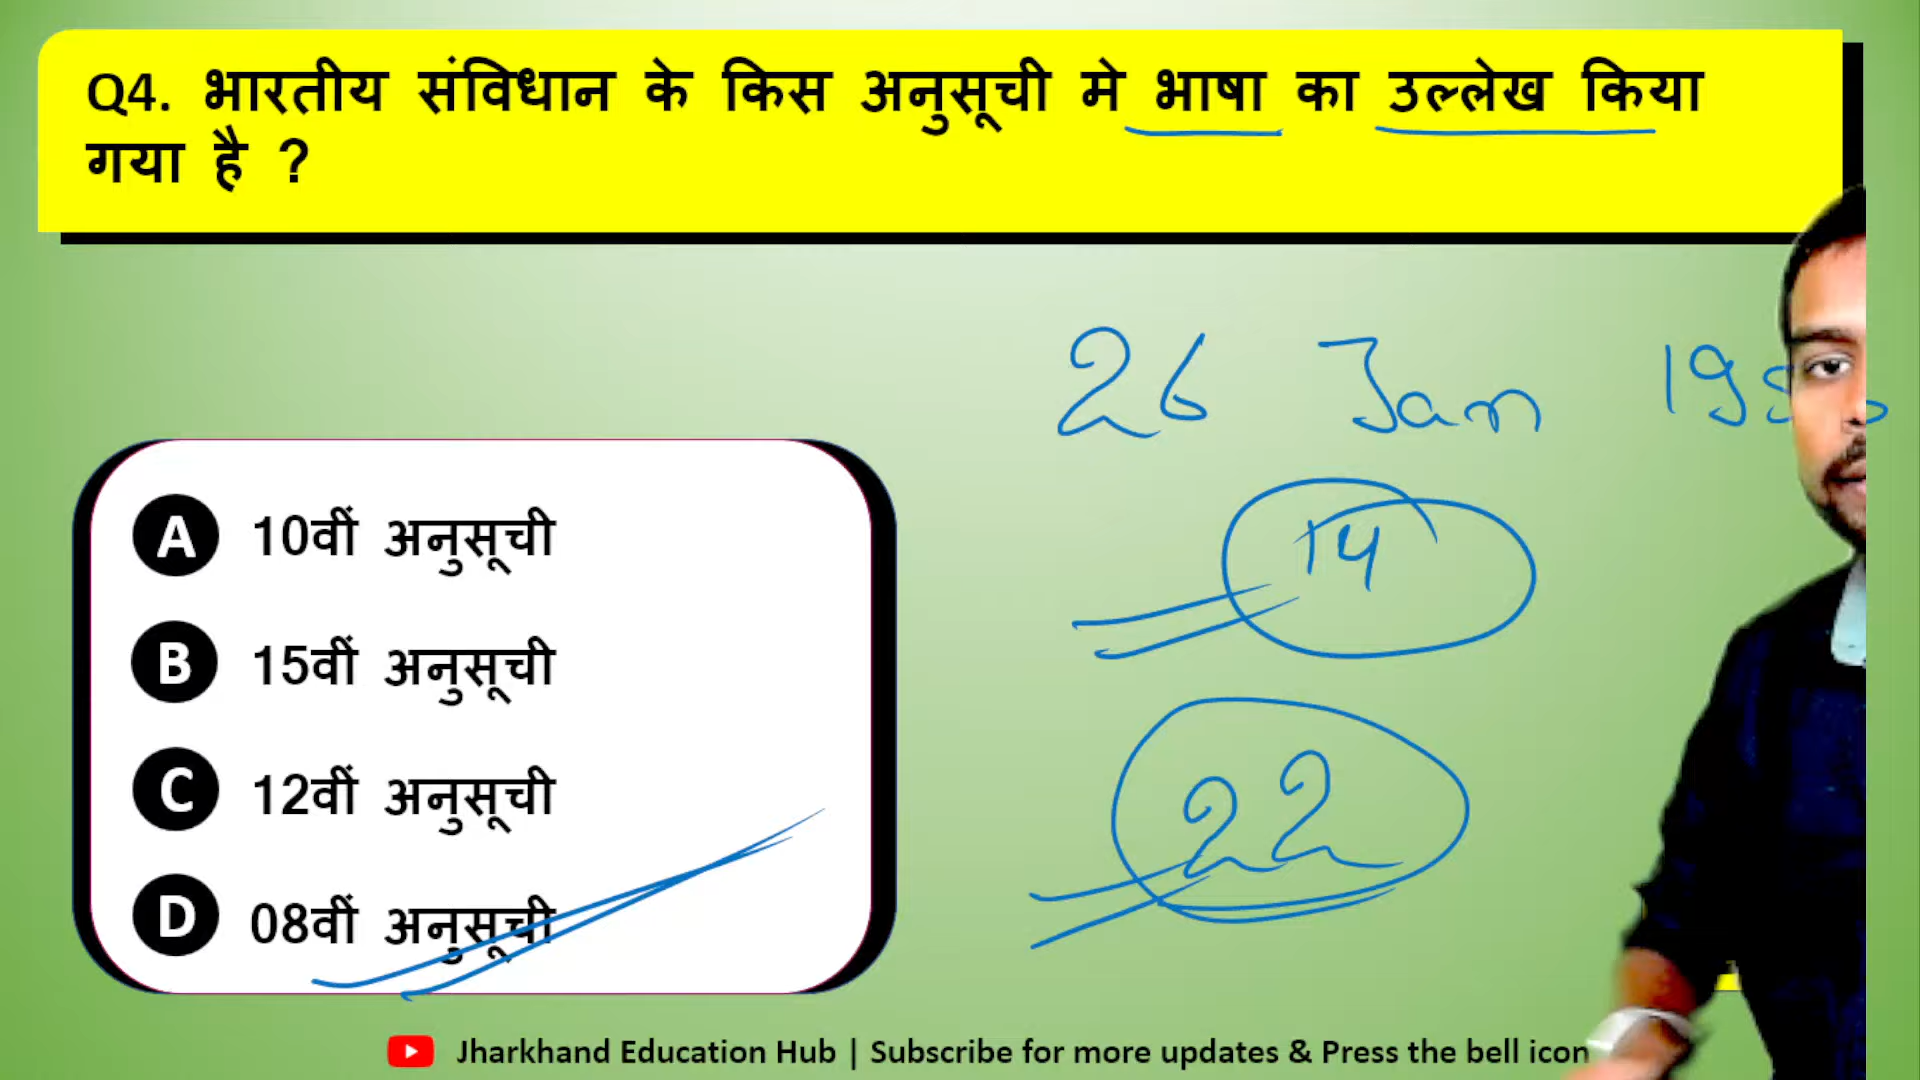 Q4. भारतीय संविधान के किस अनुसूची मे भाषा का उल्लेख किया
गया है ?
26 Jan
14
22
A 10वीं अनुसूची
B 15वीं अनुसूची
C 12वीं अनुसूची
D 08वीं अनुसूची
Jharkhand Education Hub | Subscribe for more updates & Press the bell icon